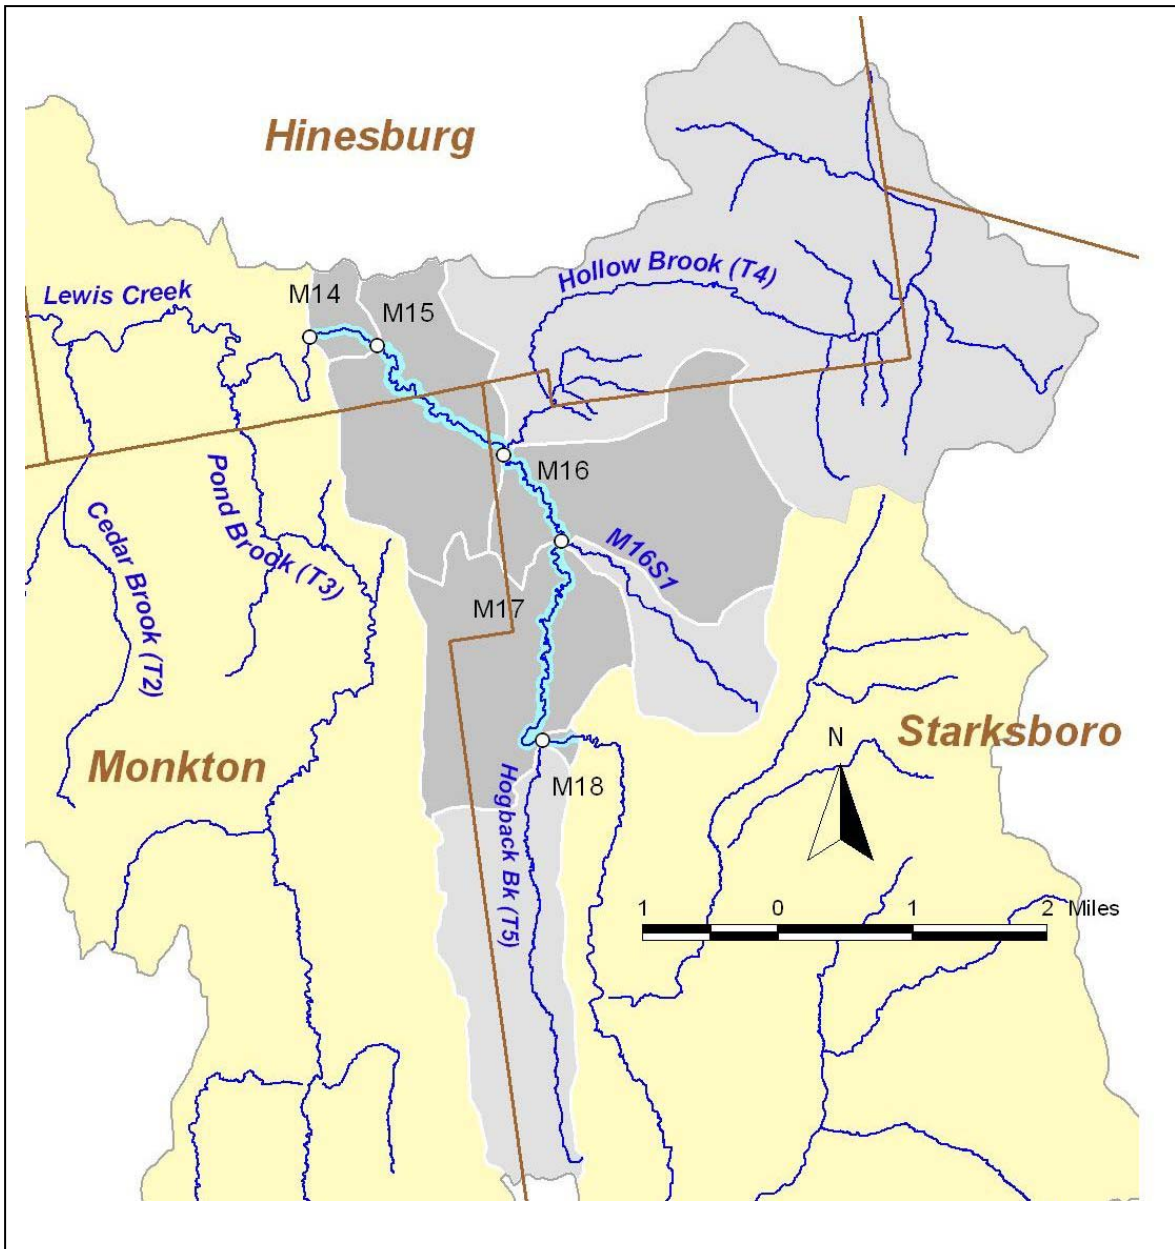 Hinesburg
Hollow Brook (T4)
Lewis Creek
M14
M15
M16
M16S1
Pond Brook (T3)
Cedar Brook (T2)
M17
Starksboro
Monkton
N
M18
Hogback Bk (T5)
1 0 1 2 Miles